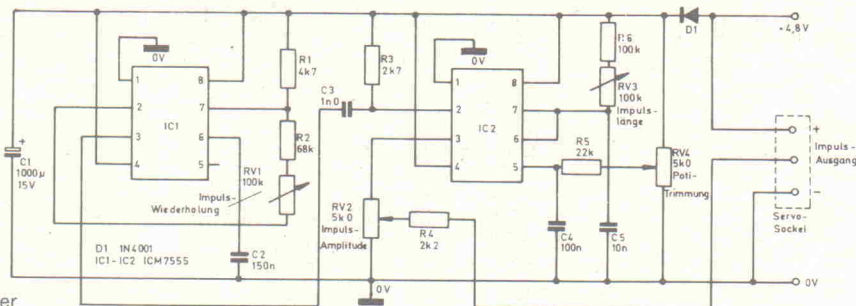 0V
1
2
3
4
8
7
6
5
IC1
R1
4k7
R2
68k
RV1
100k
Impuls-
Wiederholung
C1
1000µ
15V
+
D1 1N4001
IC1-IC2 ICM7555
C2
150n
R3
2k7
C3
1n0
0V
1
2
3
4
8
7
6
5
IC2
RV2
5k0
Impuls-
Amplitude
R4
2k2
0V
R5
22k
C4
100n
C5
10n
R6
100k
RV3
100k
Impuls-
länge
RV4
5k0
Poti-
Trimmung
D1
+4,8V
+
Impuls-
Ausgang
−
Servo-
Sockel
0V
er